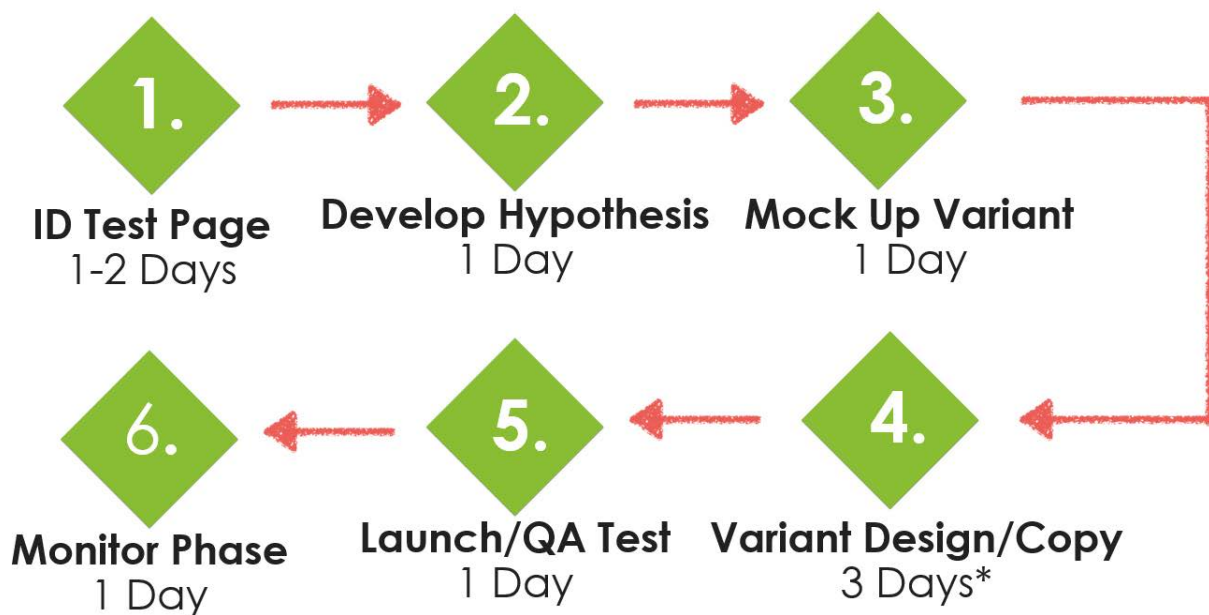 1.
ID Test Page
1-2 Days
2.
Develop Hypothesis
1 Day
3.
Mock Up Variant
1 Day
4.
Variant Design/Copy
3 Days*
5.
Launch/QA Test
1 Day
6.
Monitor Phase
1 Day